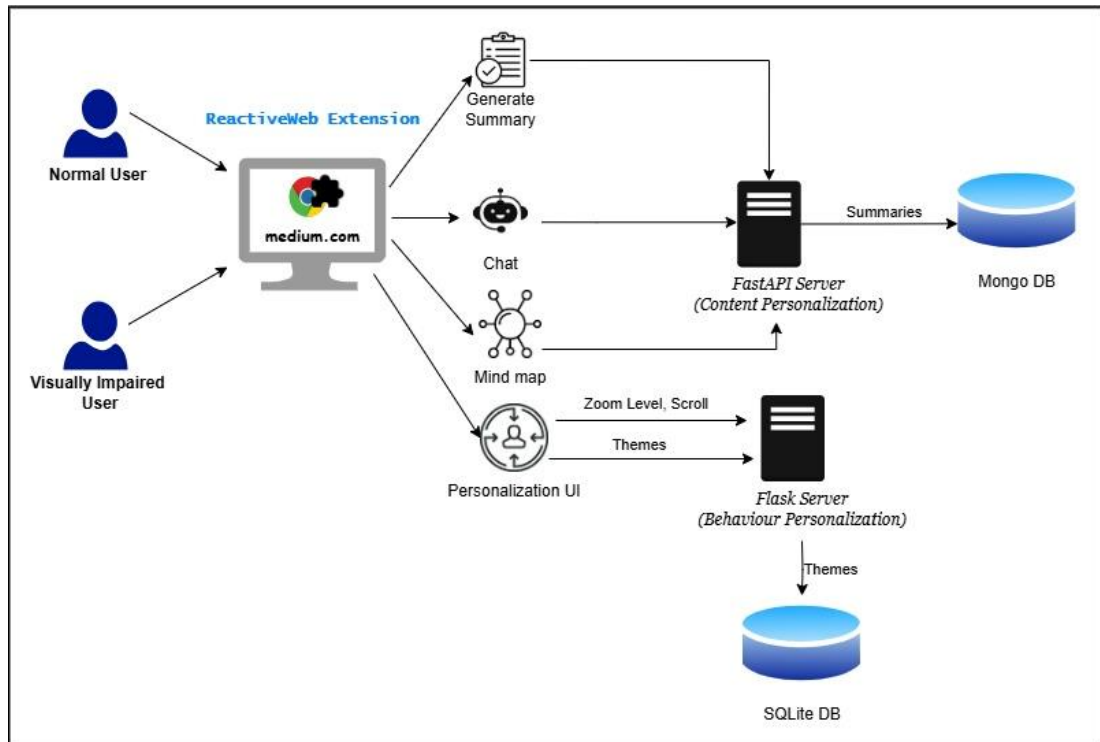 Generate
Summary
ReactiveWeb Extension
Normal User
medium.com
Summaries
Chat
FastAPI Server
(Content Personalization)
Mongo DB
Mind map
Visually Impaired
User
Zoom Level, Scroll
Themes
Personalization UI
Flask Server
(Behaviour Personalization)
Themes
SQLite DB